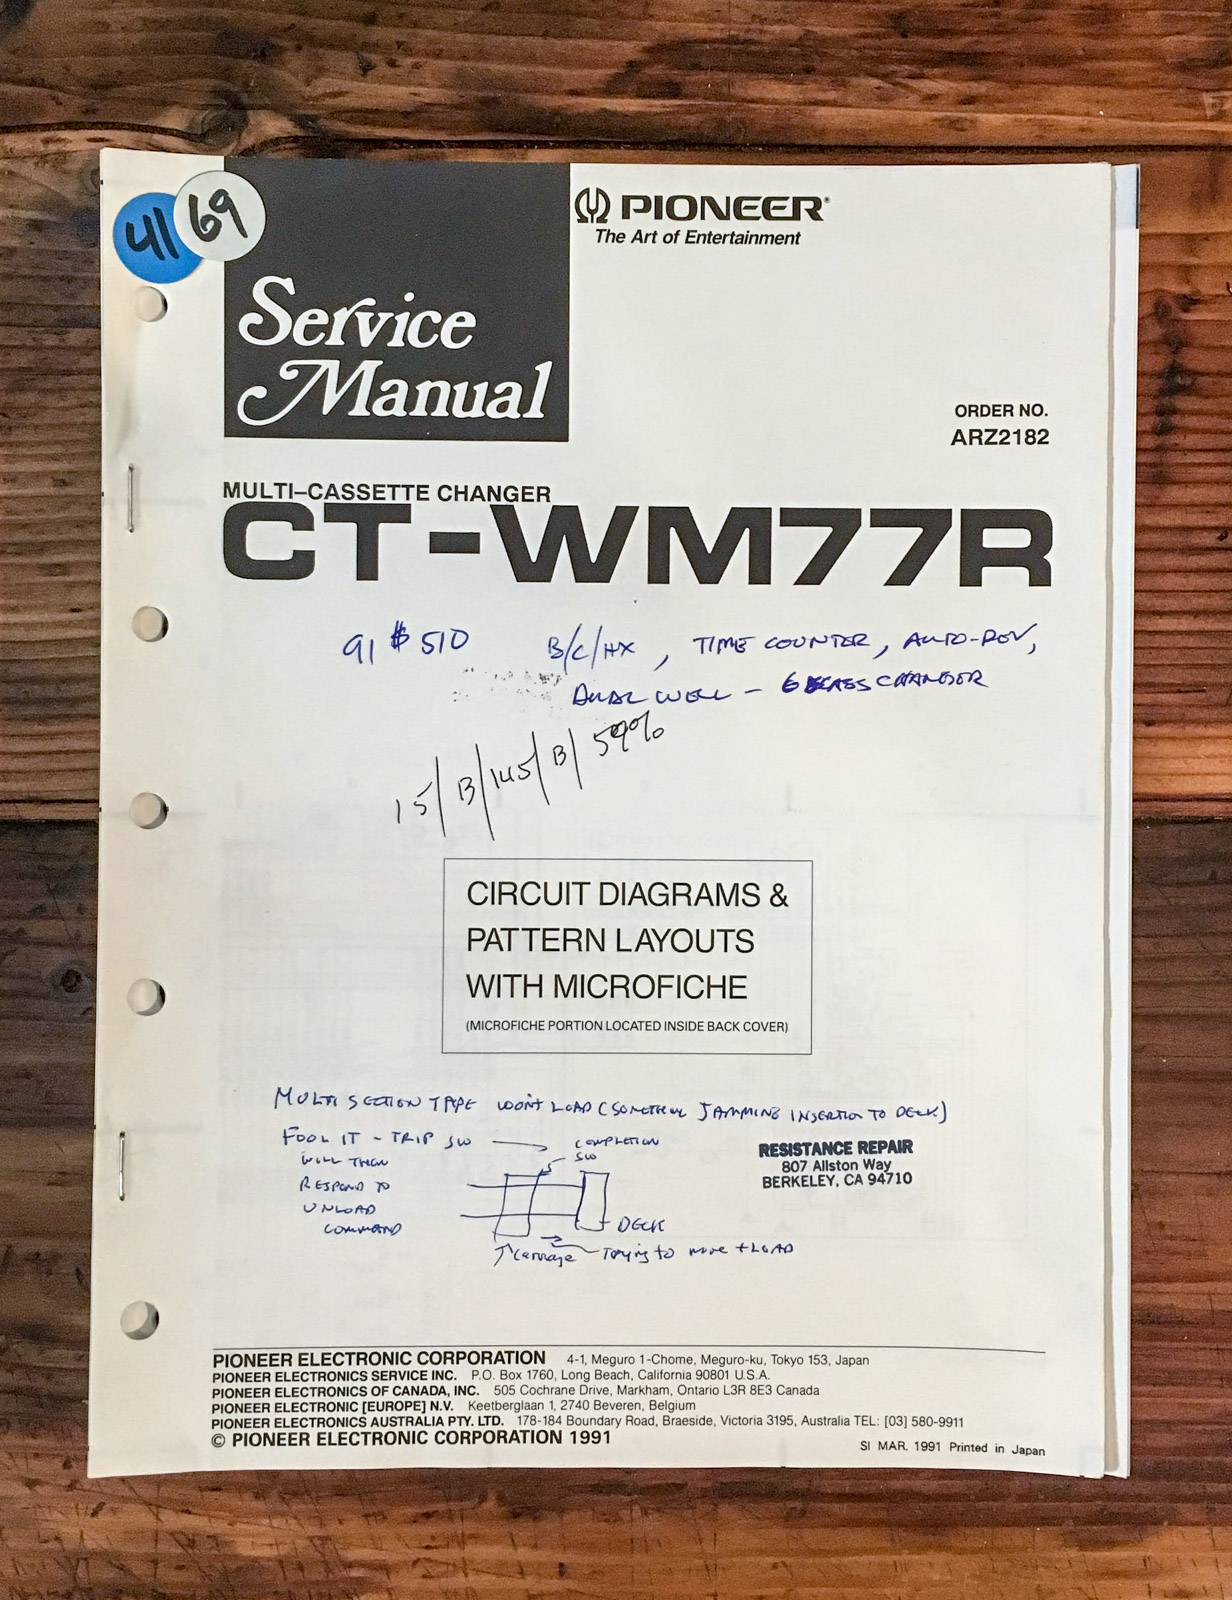 41
69
PIONEER®
The Art of Entertainment
Service
Manual
ORDER NO.
ARZ2182
MULTI–CASSETTE CHANGER
CT-WM77R
91 $510 B/C/HX, TIME COUNTER, AUTO-REV,
DUAL WELL – 6 CASS CHANGER
15/B/145/B/59%
CIRCUIT DIAGRAMS &
PATTERN LAYOUTS
WITH MICROFICHE
(MICROFICHE PORTION LOCATED INSIDE BACK COVER)
MULTI SECTION TAPE WONT LOAD (SOMETHING JAMMING INSERTION TO DECK)
FOOL IT - TRIP SW
COMPLETION
SW
WILL THEN
RESPOND TO
UNLOAD
COMMAND
DECK
Carriage Trying to move + LOAD
RESISTANCE REPAIR
807 Allston Way
BERKELEY, CA 94710
PIONEER ELECTRONIC CORPORATION 4-1, Meguro 1-Chome, Meguro-ku, Tokyo 153, Japan
PIONEER ELECTRONICS SERVICE INC. P.O. Box 1760, Long Beach, California 90801 U.S.A.
PIONEER ELECTRONICS OF CANADA, INC. 505 Cochrane Drive, Markham, Ontario L3R 8E3 Canada
PIONEER ELECTRONIC [EUROPE] N.V. Keetberglaan 1, 2740 Beveren, Belgium
PIONEER ELECTRONICS AUSTRALIA PTY. LTD. 178-184 Boundary Road, Braeside, Victoria 3195, Australia TEL: [03] 580-9911
© PIONEER ELECTRONIC CORPORATION 1991
SI MAR. 1991 Printed in Japan